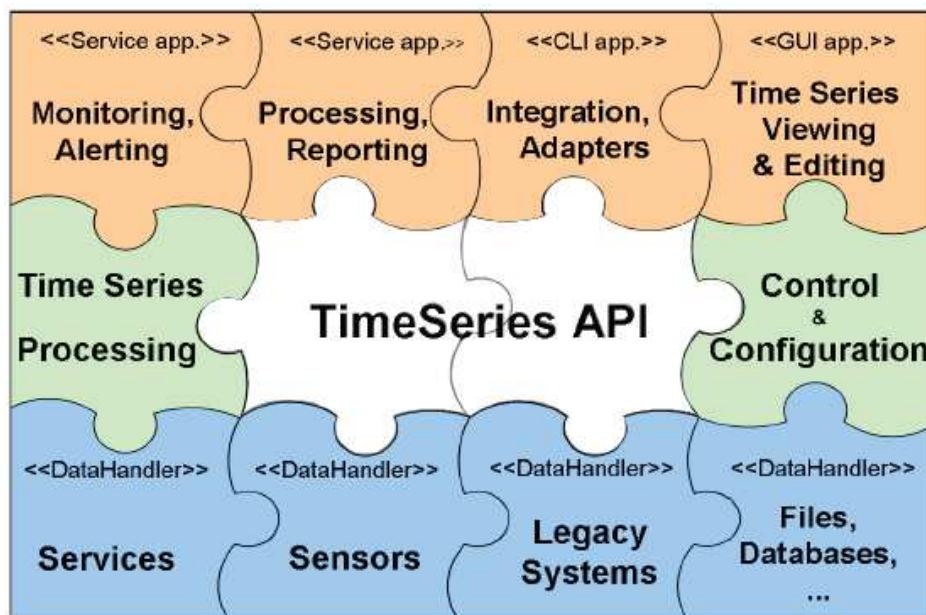 <<Service app.>>
Monitoring,
Alerting
<<Service app.>>
Processing,
Reporting
<<CLI app.>>
Integration,
Adapters
<<GUI app.>>
Time Series
Viewing
& Editing
Time Series
Processing
TimeSeries API
Control
&
Configuration
<<DataHandler>>
Services
<<DataHandler>>
Sensors
<<DataHandler>>
Legacy
Systems
<<DataHandler>>
Files,
Databases,
...